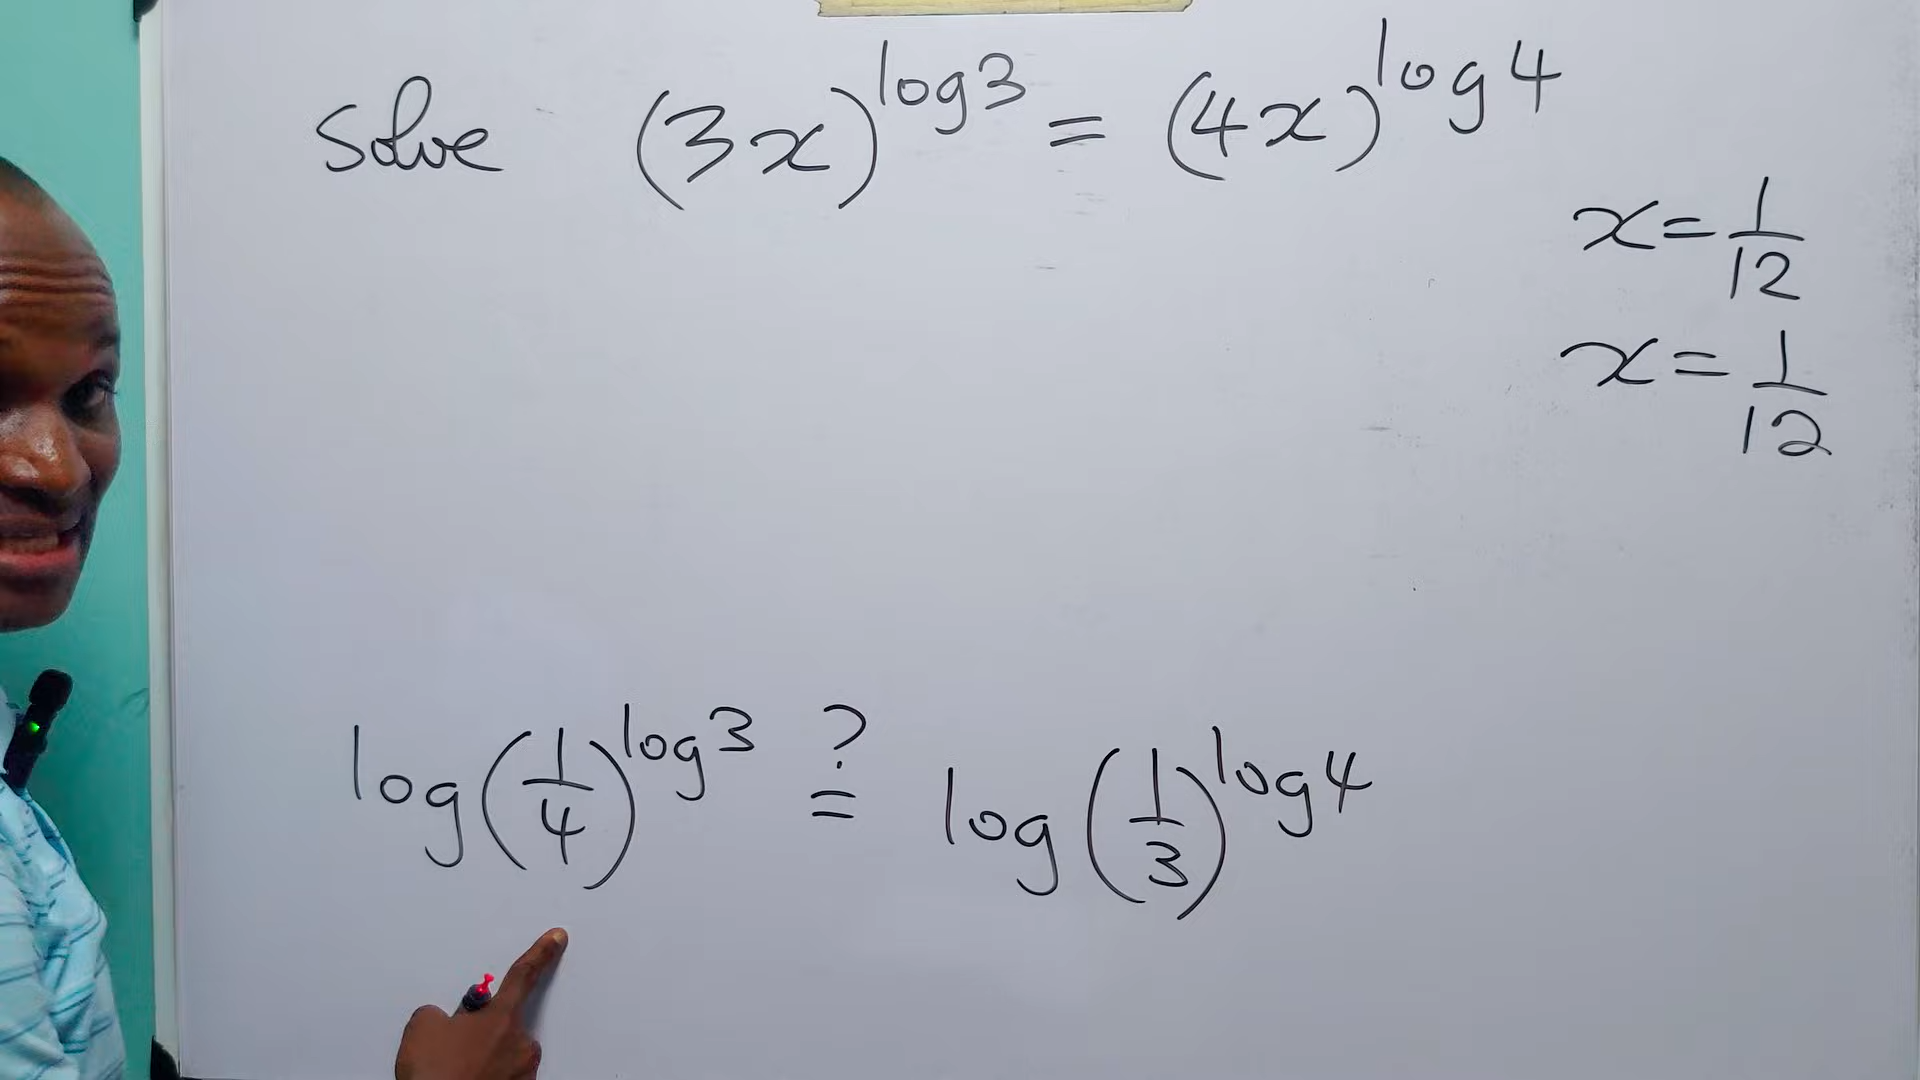 Solve (3x)^log3 = (4x)^log4
x = 1/12
x = 1/12
log(1/4)^log3 ?= log(1/3)^log4